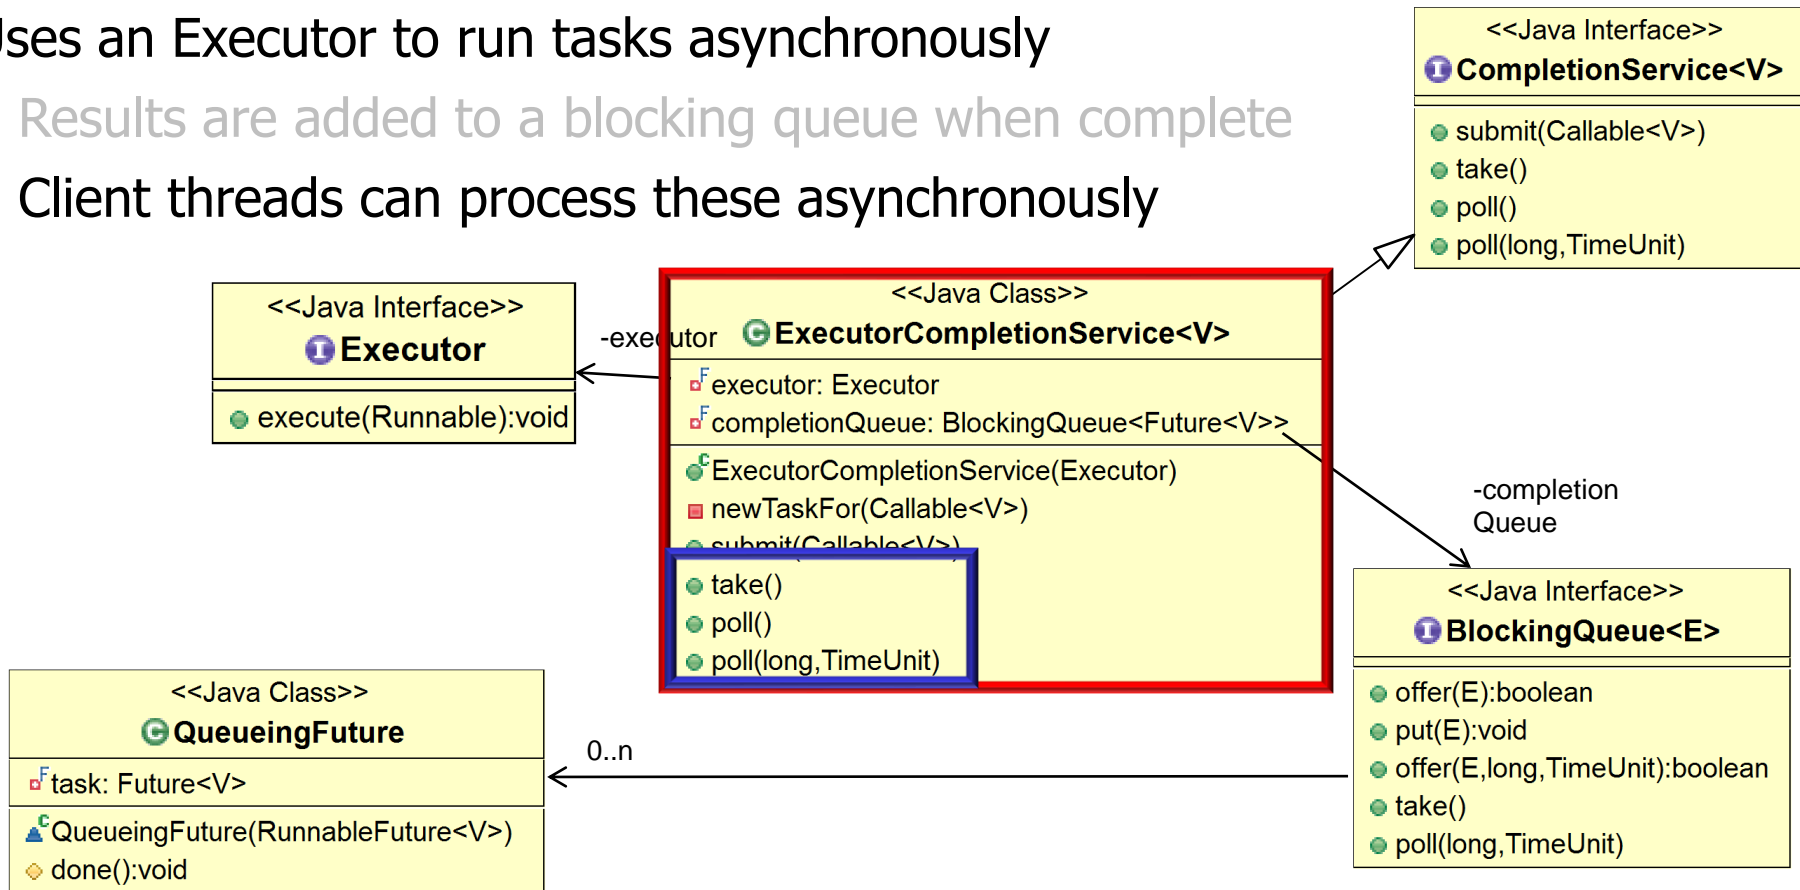 ses an Executor to run tasks asynchronously
Results are added to a blocking queue when complete
Client threads can process these asynchronously
<<Java Interface>>
CompletionService<V>
submit(Callable<V>)
take()
poll()
poll(long,TimeUnit)
<<Java Interface>>
Executor
execute(Runnable):void
-executor
<<Java Class>>
ExecutorCompletionService<V>
executor: Executor
completionQueue: BlockingQueue<Future<V>>
ExecutorCompletionService(Executor)
newTaskFor(Callable<V>)
submit(Callable<V>)
take()
poll()
poll(long,TimeUnit)
-completion
Queue
<<Java Interface>>
BlockingQueue<E>
offer(E):boolean
put(E):void
offer(E,long,TimeUnit):boolean
take()
poll(long,TimeUnit)
0..n
<<Java Class>>
QueueingFuture
task: Future<V>
QueueingFuture(RunnableFuture<V>)
done():void